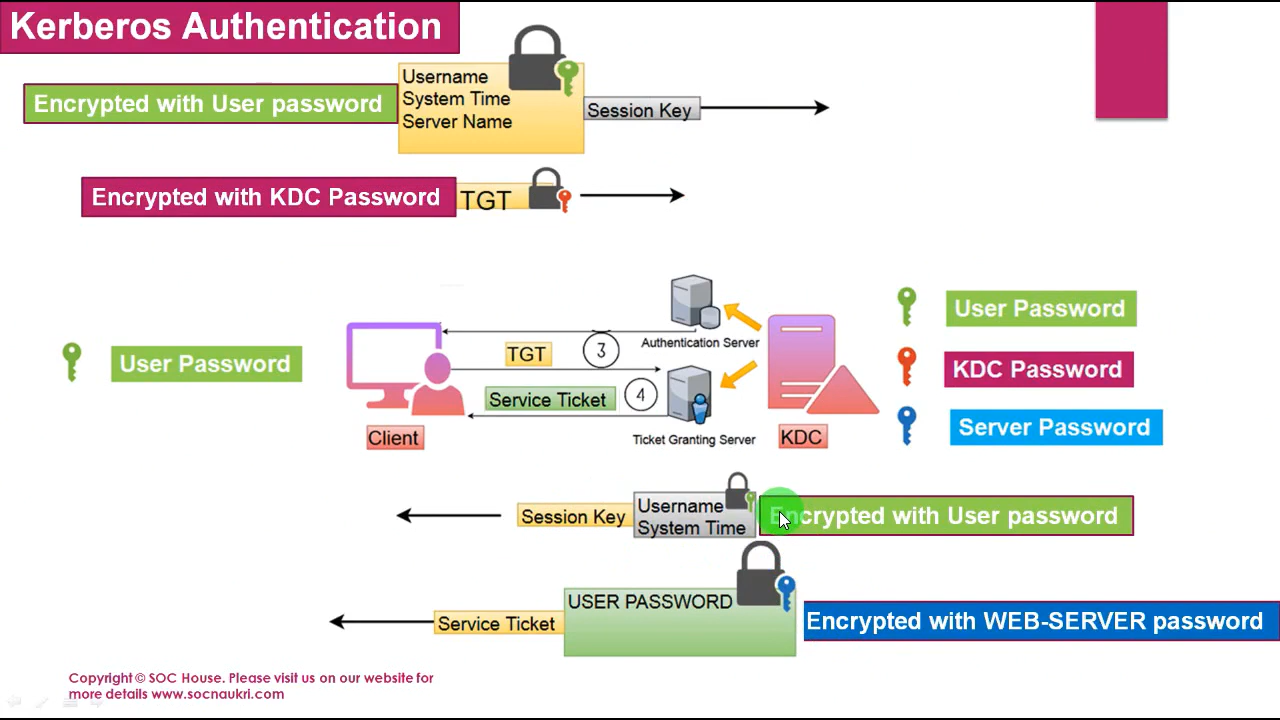 Kerberos Authentication
Encrypted with User password
Username
System Time
Server Name
Session Key
Encrypted with KDC Password
TGT
User Password
Client
TGT
3
Service Ticket
4
Authentication Server
Ticket Granting Server
KDC
User Password
KDC Password
Server Password
Session Key
Username
System Time
Encrypted with User password
Service Ticket
USER PASSWORD
Encrypted with WEB-SERVER password
Copyright © SOC House. Please visit us on our website for
more details www.socnaukri.com